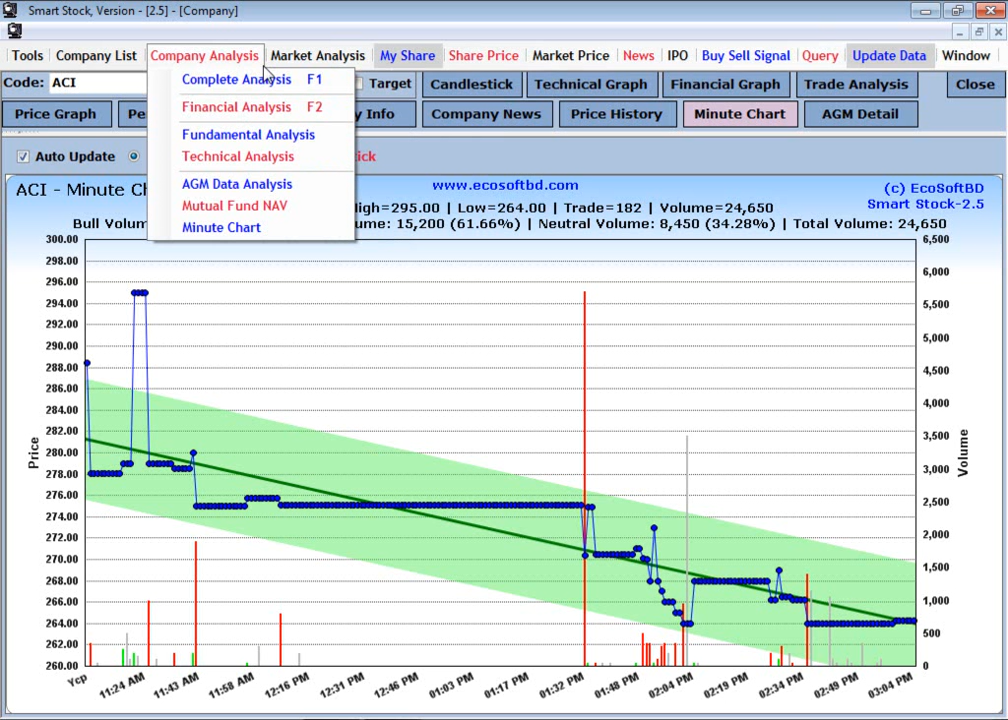 Smart Stock, Version - [2.5] - [Company]
Tools Company List Company Analysis Market Analysis My Share Share Price Market Price News IPO Buy Sell Signal Query Update Data Window
Code: ACI Target Candlestick Technical Graph Financial Graph Trade Analysis Close
Price Graph Info Company News Price History Minute Chart AGM Detail
Complete Analysis F1
Financial Analysis F2
Fundamental Analysis
Technical Analysis
AGM Data Analysis
Mutual Fund NAV
Minute Chart
Auto Update
ACI - Minute Ch www.ecosoftbd.com (c) EcoSoftBD
High=295.00 | Low=264.00 | Trade=182 | Volume=24,650 Smart Stock-2.5
Bull Volum ume: 15,200 (61.66%) | Neutral Volume: 8,450 (34.28%) | Total Volume: 24,650
300.00 6,500
298.00
296.00 6,000
294.00 5,500
292.00
290.00 5,000
288.00
286.00 4,500
284.00 4,000
282.00
280.00 3,500
278.00 3,000
276.00 2,500
274.00
272.00 2,000
270.00
268.00 1,500
266.00 1,000
264.00
262.00 500
260.00 0
Price
Volume
Ycp 11:24 AM 11:43 AM 11:58 AM 12:16 PM 12:31 PM 12:46 PM 01:03 PM 01:17 PM 01:32 PM 01:48 PM 02:04 PM 02:19 PM 02:34 PM 02:49 PM 03:04 PM